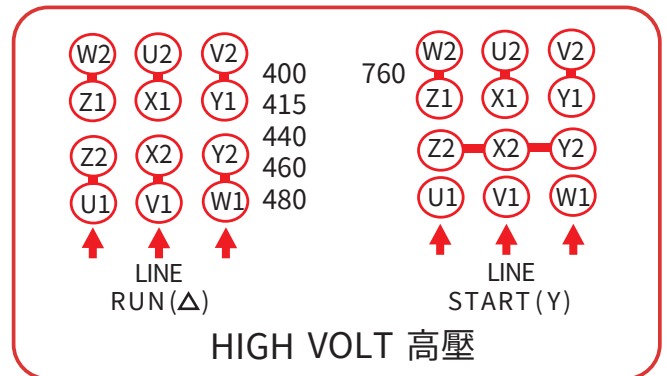 W2 U2 V2
Z1 X1 Y1
Z2 X2 Y2
U1 V1 W1
400
415
440
460
480
LINE
RUN(△)
760
W2 U2 V2
Z1 X1 Y1
Z2 X2 Y2
U1 V1 W1
LINE
START(Y)
HIGH VOLT 高壓